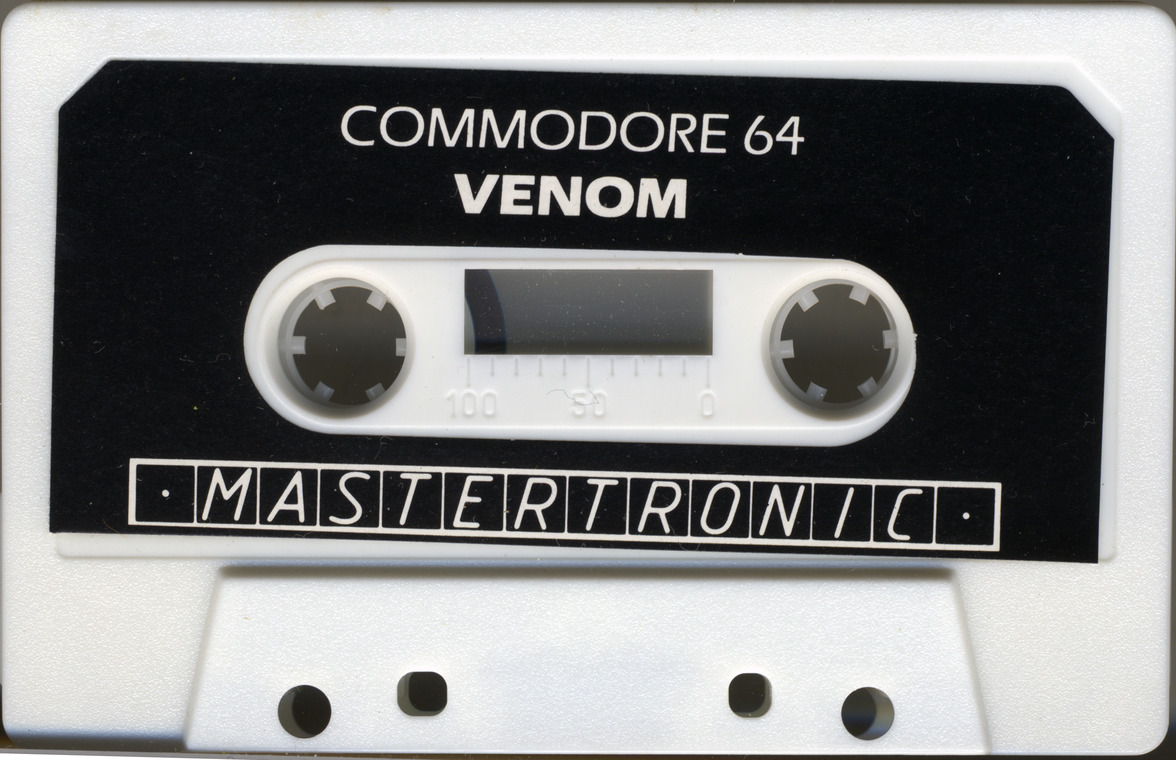 COMMODORE 64
VENOM
100 50 0
· MASTERTRONIC ·